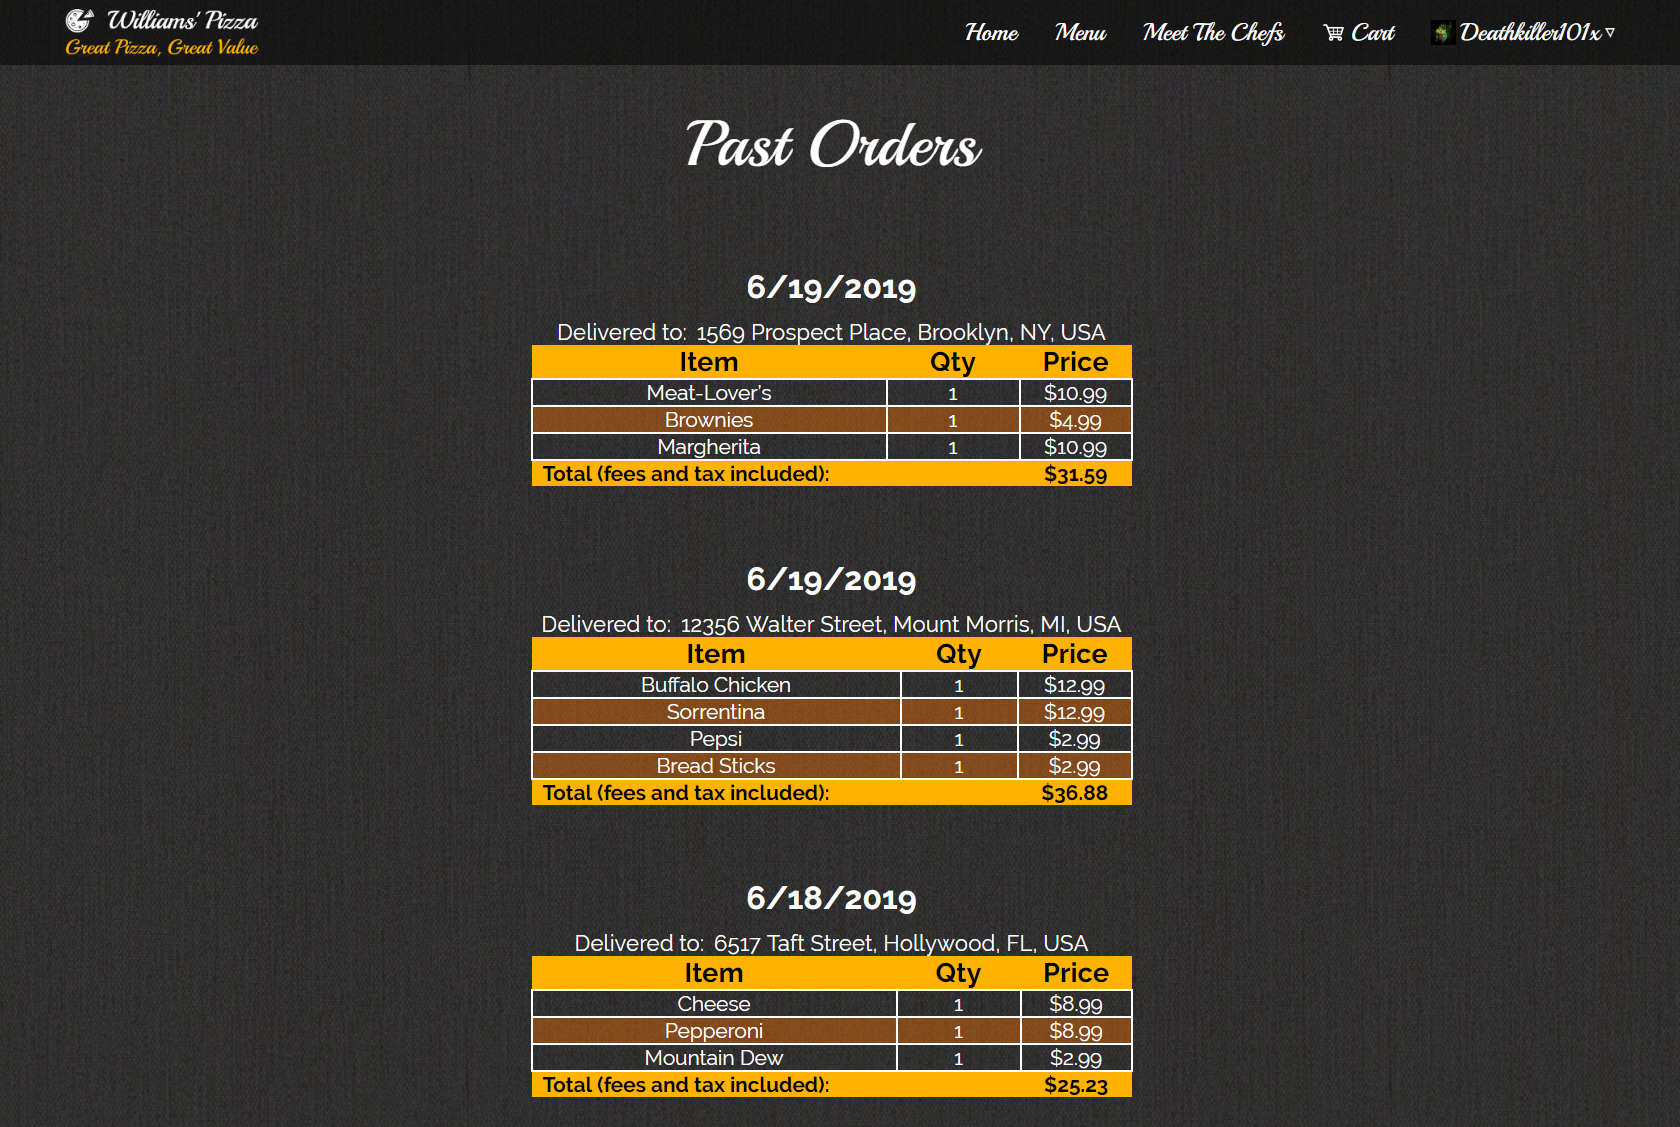 Williams' Pizza
Great Pizza, Great Value
Home Menu Meet The Chefs Cart Deathkiller101x
Past Orders
6/19/2019
Delivered to: 1569 Prospect Place, Brooklyn, NY, USA
Item Qty Price
Meat-Lover's 1 $10.99
Brownies 1 $4.99
Margherita 1 $10.99
Total (fees and tax included): $31.59
6/19/2019
Delivered to: 12356 Walter Street, Mount Morris, MI, USA
Item Qty Price
Buffalo Chicken 1 $12.99
Sorrentina 1 $12.99
Pepsi 1 $2.99
Bread Sticks 1 $2.99
Total (fees and tax included): $36.88
6/18/2019
Delivered to: 6517 Taft Street, Hollywood, FL, USA
Item Qty Price
Cheese 1 $8.99
Pepperoni 1 $8.99
Mountain Dew 1 $2.99
Total (fees and tax included): $25.23